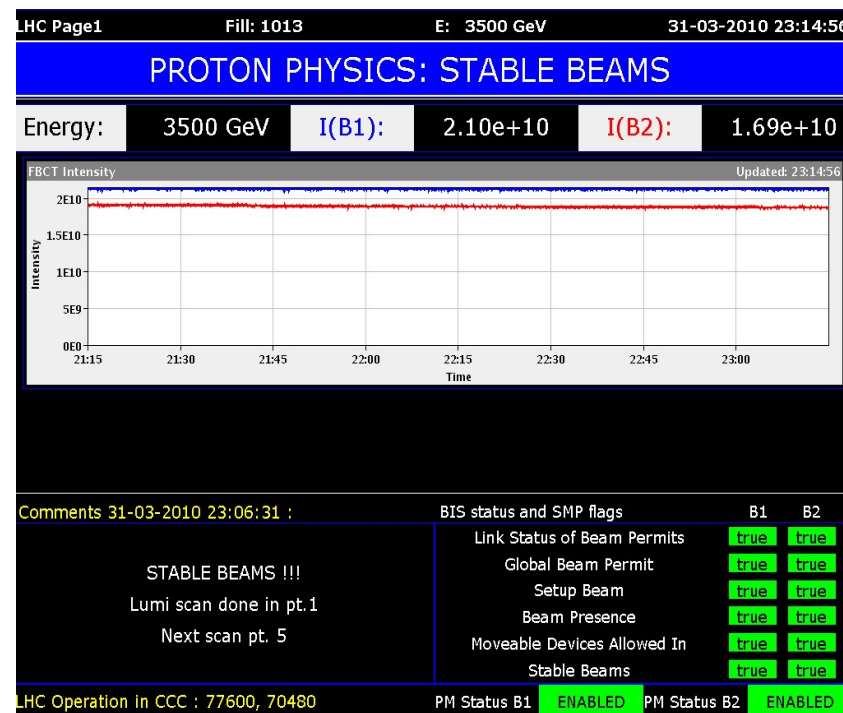 LHC Page1 Fill: 1013 E: 3500 GeV 31-03-2010 23:14:56
PROTON PHYSICS: STABLE BEAMS
Energy: 3500 GeV I(B1): 2.10e+10 I(B2): 1.69e+10
FBCT Intensity Updated: 23:14:56
2E10
1.5E10
1E10
5E9
0E0
Intensity
21:15 21:30 21:45 22:00 22:15 22:30 22:45 23:00
Time
Comments 31-03-2010 23:06:31 :
STABLE BEAMS !!!
Lumi scan done in pt.1
Next scan pt. 5
BIS status and SMP flags B1 B2
Link Status of Beam Permits true true
Global Beam Permit true true
Setup Beam true true
Beam Presence true true
Moveable Devices Allowed In true true
Stable Beams true true
LHC Operation in CCC : 77600, 70480 PM Status B1 ENABLED PM Status B2 ENABLED